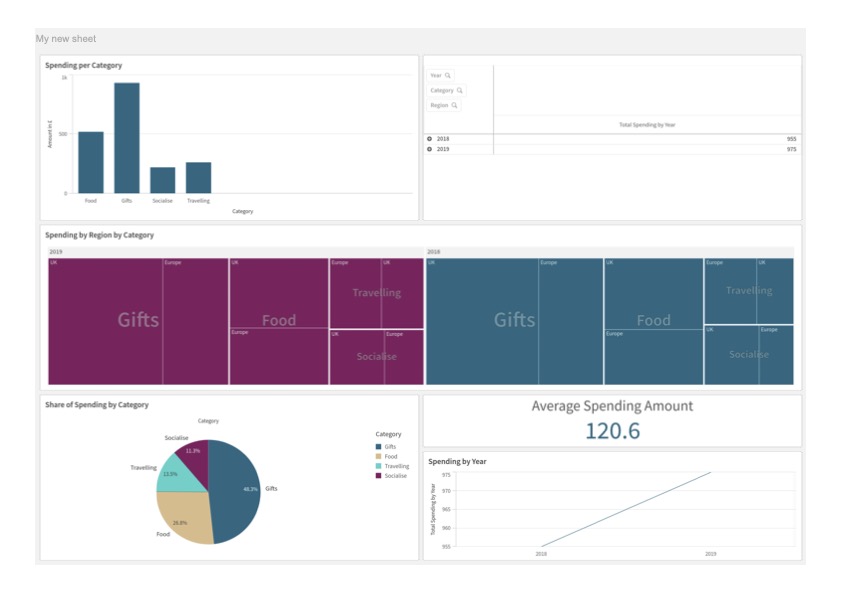 My new sheet
Spending per Category
1k
500
0
Amount in £
Food Gifts Socialise Travelling
Category
Year
Category
Region
Total Spending by Year
2018 955
2019 975
Spending by Region by Category
2019 2018
UK Europe UK Europe UK UK Europe UK Europe UK
Gifts Food Travelling Gifts Food Travelling
Europe UK Europe Europe UK Europe
Socialise Socialise
Share of Spending by Category
Category
Socialise
11.3%
Travelling
48.3% Gifts
Food
Category
Gifts
Food
Travelling
Socialise
Average Spending Amount
120.6
Spending by Year
Total Spending by Year
975
970
965
960
955
2018 2019